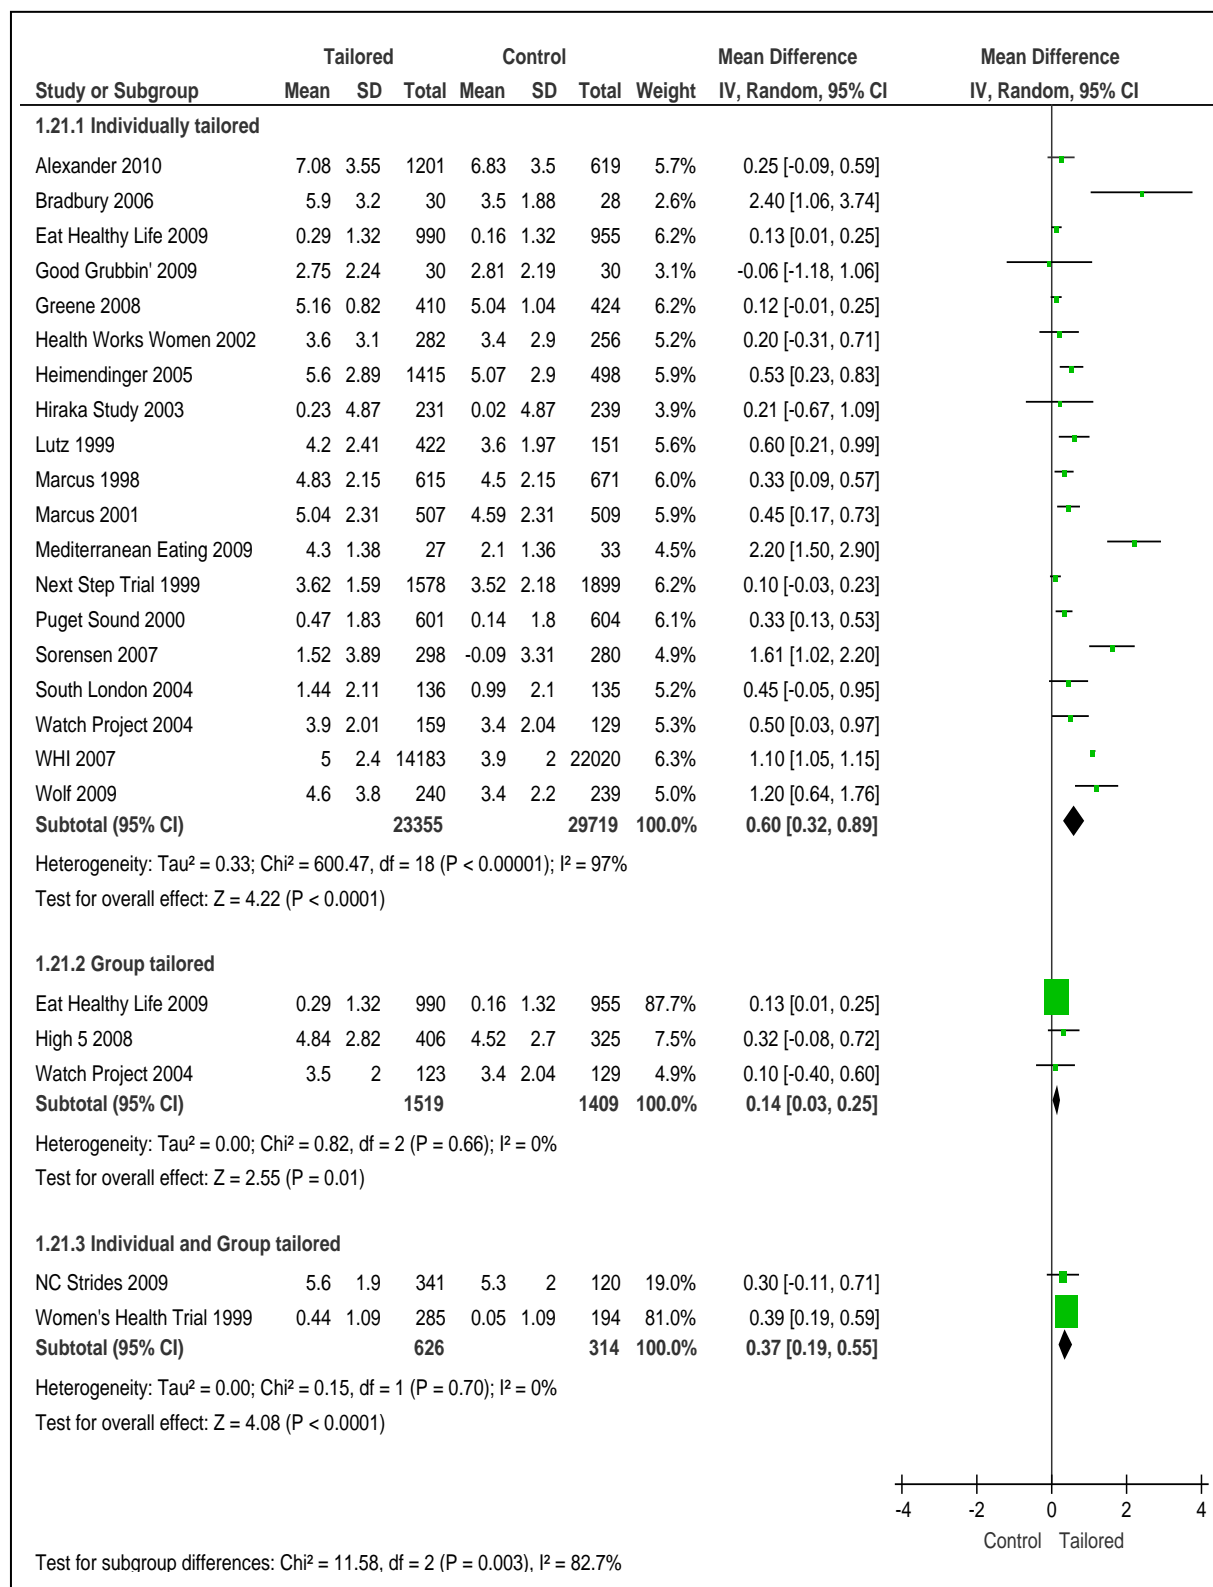 Tailored Control Mean Difference Mean Difference
Study or Subgroup Mean SD Total Mean SD Total Weight IV, Random, 95% CI IV, Random, 95% CI
1.21.1 Individually tailored
Alexander 2010 7.08 3.55 1201 6.83 3.5 619 5.7% 0.25 [-0.09, 0.59]
Bradbury 2006 5.9 3.2 30 3.5 1.88 28 2.6% 2.40 [1.06, 3.74]
Eat Healthy Life 2009 0.29 1.32 990 0.16 1.32 955 6.2% 0.13 [0.01, 0.25]
Good Grubbin' 2009 2.75 2.24 30 2.81 2.19 30 3.1% -0.06 [-1.18, 1.06]
Greene 2008 5.16 0.82 410 5.04 1.04 424 6.2% 0.12 [-0.01, 0.25]
Health Works Women 2002 3.6 3.1 282 3.4 2.9 256 5.2% 0.20 [-0.31, 0.71]
Heimendinger 2005 5.6 2.89 1415 5.07 2.9 498 5.9% 0.53 [0.23, 0.83]
Hiraka Study 2003 0.23 4.87 231 0.02 4.87 239 3.9% 0.21 [-0.67, 1.09]
Lutz 1999 4.2 2.41 422 3.6 1.97 151 5.6% 0.60 [0.21, 0.99]
Marcus 1998 4.83 2.15 615 4.5 2.15 671 6.0% 0.33 [0.09, 0.57]
Marcus 2001 5.04 2.31 507 4.59 2.31 509 5.9% 0.45 [0.17, 0.73]
Mediterranean Eating 2009 4.3 1.38 27 2.1 1.36 33 4.5% 2.20 [1.50, 2.90]
Next Step Trial 1999 3.62 1.59 1578 3.52 2.18 1899 6.2% 0.10 [-0.03, 0.23]
Puget Sound 2000 0.47 1.83 601 0.14 1.8 604 6.1% 0.33 [0.13, 0.53]
Sorensen 2007 1.52 3.89 298 -0.09 3.31 280 4.9% 1.61 [1.02, 2.20]
South London 2004 1.44 2.11 136 0.99 2.1 135 5.2% 0.45 [-0.05, 0.95]
Watch Project 2004 3.9 2.01 159 3.4 2.04 129 5.3% 0.50 [0.03, 0.97]
WHI 2007 5 2.4 14183 3.9 2 22020 6.3% 1.10 [1.05, 1.15]
Wolf 2009 4.6 3.8 240 3.4 2.2 239 5.0% 1.20 [0.64, 1.76]
Subtotal (95% CI) 23355 29719 100.0% 0.60 [0.32, 0.89]
Heterogeneity: Tau² = 0.33; Chi² = 600.47, df = 18 (P < 0.00001); I² = 97%
Test for overall effect: Z = 4.22 (P < 0.0001)
1.21.2 Group tailored
Eat Healthy Life 2009 0.29 1.32 990 0.16 1.32 955 87.7% 0.13 [0.01, 0.25]
High 5 2008 4.84 2.82 406 4.52 2.7 325 7.5% 0.32 [-0.08, 0.72]
Watch Project 2004 3.5 2 123 3.4 2.04 129 4.9% 0.10 [-0.40, 0.60]
Subtotal (95% CI) 1519 1409 100.0% 0.14 [0.03, 0.25]
Heterogeneity: Tau² = 0.00; Chi² = 0.82, df = 2 (P = 0.66); I² = 0%
Test for overall effect: Z = 2.55 (P = 0.01)
1.21.3 Individual and Group tailored
NC Strides 2009 5.6 1.9 341 5.3 2 120 19.0% 0.30 [-0.11, 0.71]
Women's Health Trial 1999 0.44 1.09 285 0.05 1.09 194 81.0% 0.39 [0.19, 0.59]
Subtotal (95% CI) 626 314 100.0% 0.37 [0.19, 0.55]
Heterogeneity: Tau² = 0.00; Chi² = 0.15, df = 1 (P = 0.70); I² = 0%
Test for overall effect: Z = 4.08 (P < 0.0001)
-4 -2 0 2 4
Control Tailored
Test for subgroup differences: Chi² = 11.58, df = 2 (P = 0.003), I² = 82.7%